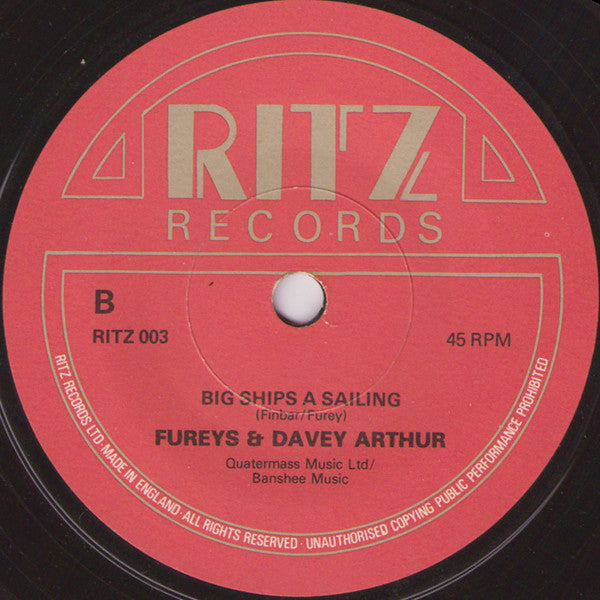 RITZ
RECORDS
B
RITZ 003
45 RPM
BIG SHIPS A SAILING
(Finbar/Furey)
FUREYS & DAVEY ARTHUR
Quatermass Music Ltd/
Banshee Music
RITZ RECORDS LTD·MADE IN ENGLAND·ALL RIGHTS RESERVED·UNAUTHORISED COPYING PUBLIC PERFORMANCE PROHIBITED